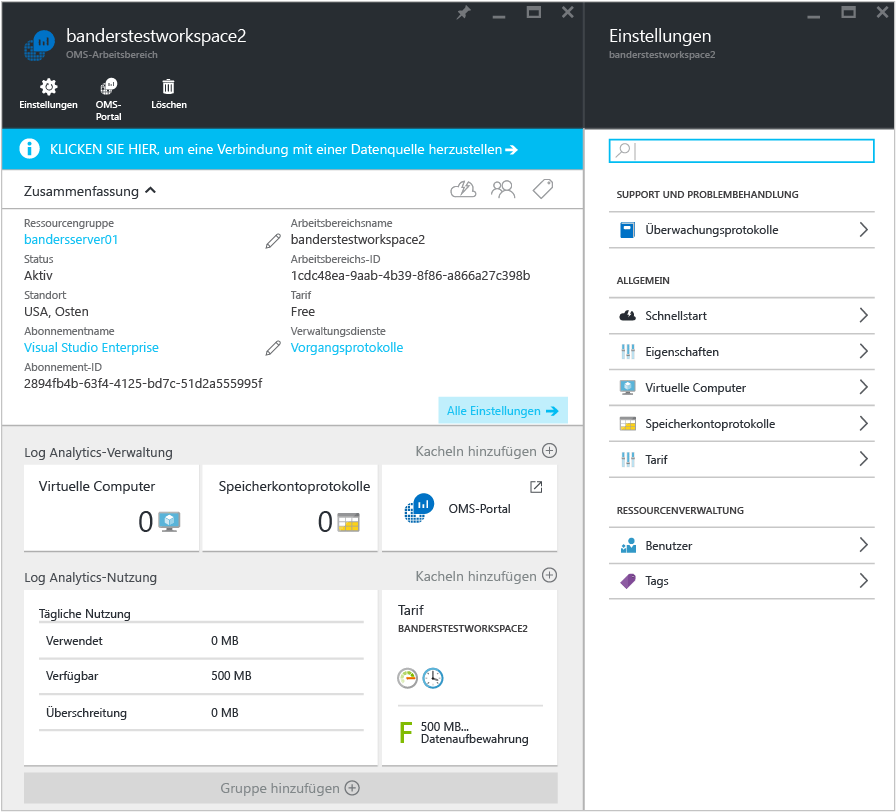 banderstestworkspace2
OMS-Arbeitsbereich
Einstellungen
OMS-
Portal
Löschen
KLICKEN SIE HIER, um eine Verbindung mit einer Datenquelle herzustellen
Zusammenfassung
Ressourcengruppe
bandersserver01
Status
Aktiv
Standort
USA, Osten
Abonnementname
Visual Studio Enterprise
Abonnement-ID
2894fb4b-63f4-4125-bd7c-51d2a555995f
Arbeitsbereichsname
banderstestworkspace2
Arbeitsbereichs-ID
1cdc48ea-9aab-4b39-8f86-a866a27c398b
Tarif
Free
Verwaltungsdienste
Vorgangsprotokolle
Alle Einstellungen
Log Analytics-Verwaltung
Kacheln hinzufügen
Virtuelle Computer
0
Speicherkontoprotokolle
0
OMS-Portal
Log Analytics-Nutzung
Kacheln hinzufügen
Tägliche Nutzung
Verwendet 0 MB
Verfügbar 500 MB
Überschreitung 0 MB
Tarif
BANDERSTESTWORKSPACE2
F
500 MB...
Datenaufbewahrung
Gruppe hinzufügen
Einstellungen
banderstestworkspace2
SUPPORT UND PROBLEMBEHANDLUNG
Überwachungsprotokolle
ALLGEMEIN
Schnellstart
Eigenschaften
Virtuelle Computer
Speicherkontoprotokolle
Tarif
RESSOURCENVERWALTUNG
Benutzer
Tags